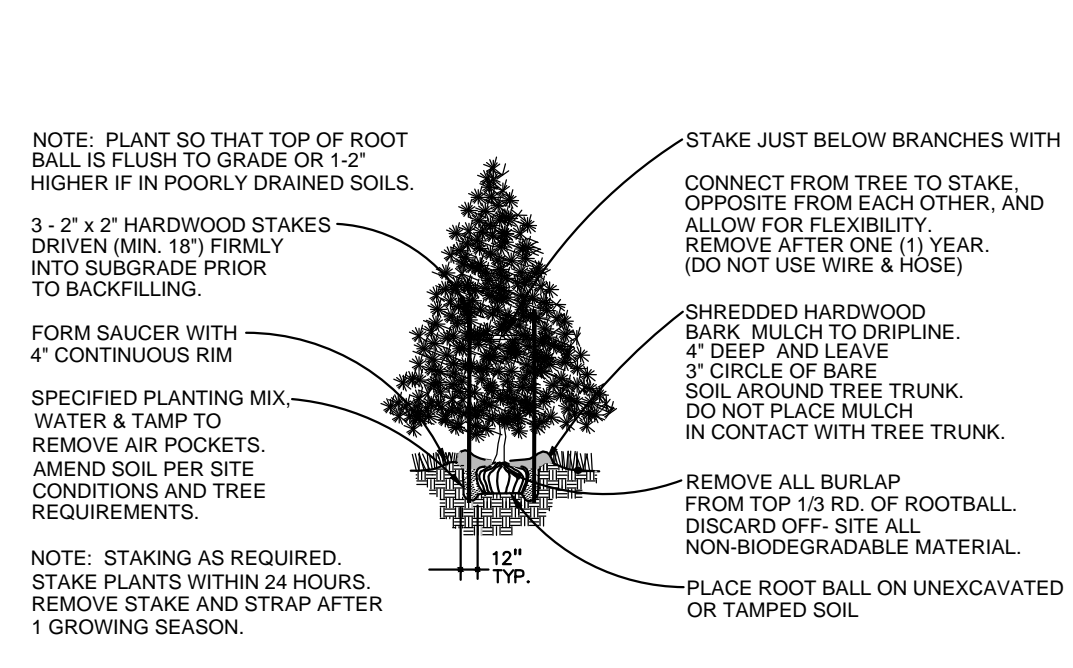 NOTE: PLANT SO THAT TOP OF ROOT
BALL IS FLUSH TO GRADE OR 1-2"
HIGHER IF IN POORLY DRAINED SOILS.
3 - 2" x 2" HARDWOOD STAKES
DRIVEN (MIN. 18") FIRMLY
INTO SUBGRADE PRIOR
TO BACKFILLING.
FORM SAUCER WITH
4" CONTINUOUS RIM
SPECIFIED PLANTING MIX,
WATER & TAMP TO
REMOVE AIR POCKETS.
AMEND SOIL PER SITE
CONDITIONS AND TREE
REQUIREMENTS.
NOTE: STAKING AS REQUIRED.
STAKE PLANTS WITHIN 24 HOURS.
REMOVE STAKE AND STRAP AFTER
1 GROWING SEASON.
12"
TYP.
STAKE JUST BELOW BRANCHES WITH
CONNECT FROM TREE TO STAKE,
OPPOSITE FROM EACH OTHER, AND
ALLOW FOR FLEXIBILITY.
REMOVE AFTER ONE (1) YEAR.
(DO NOT USE WIRE & HOSE)
SHREDDED HARDWOOD
BARK MULCH TO DRIPLINE.
4" DEEP AND LEAVE
3" CIRCLE OF BARE
SOIL AROUND TREE TRUNK.
DO NOT PLACE MULCH
IN CONTACT WITH TREE TRUNK.
REMOVE ALL BURLAP
FROM TOP 1/3 RD. OF ROOTBALL.
DISCARD OFF- SITE ALL
NON-BIODEGRADABLE MATERIAL.
PLACE ROOT BALL ON UNEXCAVATED
OR TAMPED SOIL